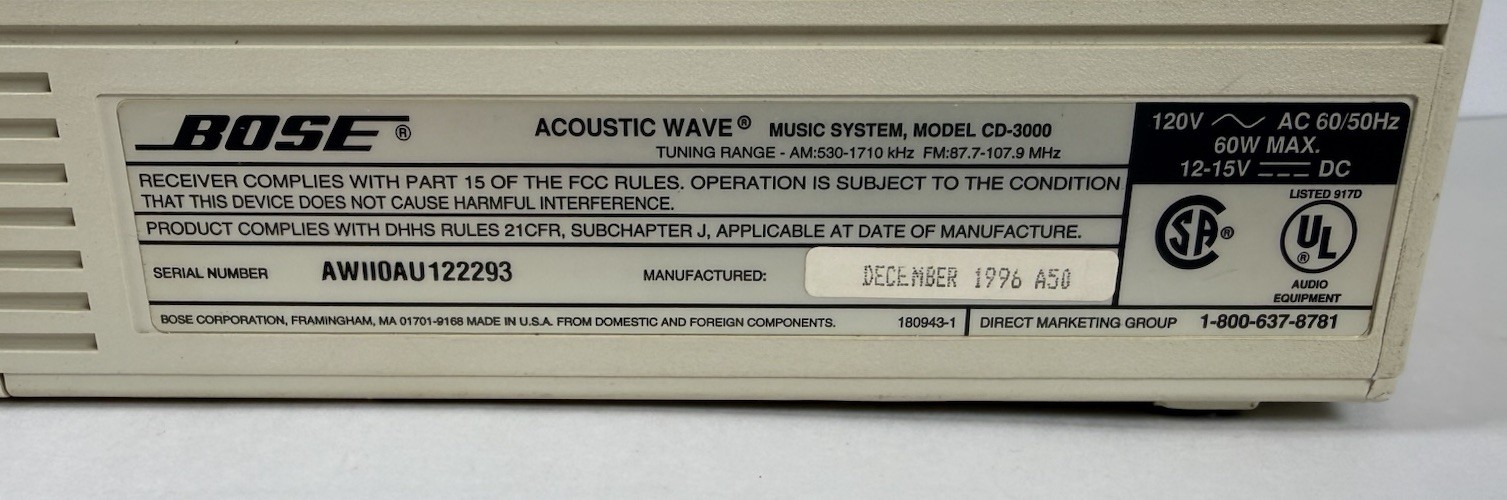 BOSE®
ACOUSTIC WAVE® MUSIC SYSTEM, MODEL CD-3000
TUNING RANGE - AM:530-1710 kHz FM:87.7-107.9 MHz
120V ～ AC 60/50Hz
60W MAX.
12-15V ⎓ DC
RECEIVER COMPLIES WITH PART 15 OF THE FCC RULES. OPERATION IS SUBJECT TO THE CONDITION
THAT THIS DEVICE DOES NOT CAUSE HARMFUL INTERFERENCE.
PRODUCT COMPLIES WITH DHHS RULES 21CFR, SUBCHAPTER J, APPLICABLE AT DATE OF MANUFACTURE.
SERIAL NUMBER AW110AU122293 MANUFACTURED: DECEMBER 1996 A50
LISTED 917D
SA®
UL®
AUDIO
EQUIPMENT
BOSE CORPORATION, FRAMINGHAM, MA 01701-9168 MADE IN U.S.A. FROM DOMESTIC AND FOREIGN COMPONENTS. 180943-1 DIRECT MARKETING GROUP 1-800-637-8781